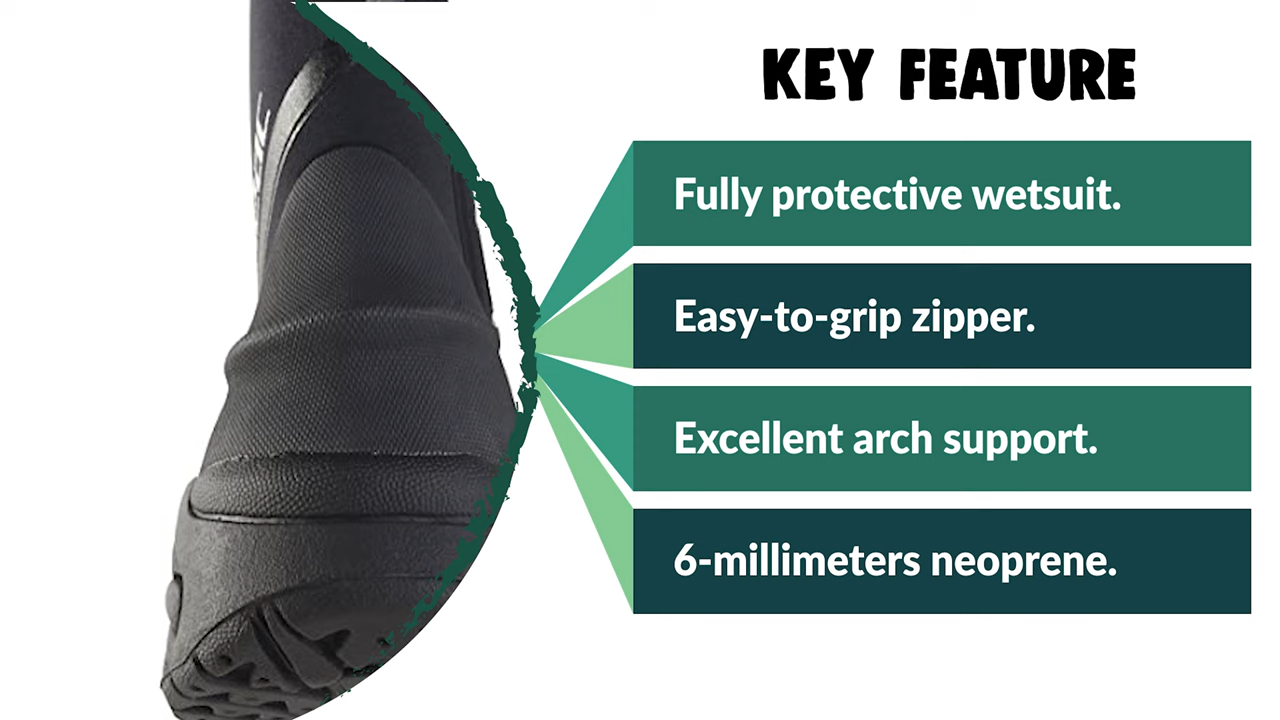 KEY FEATURE
Fully protective wetsuit.
Easy-to-grip zipper.
Excellent arch support.
6-millimeters neoprene.